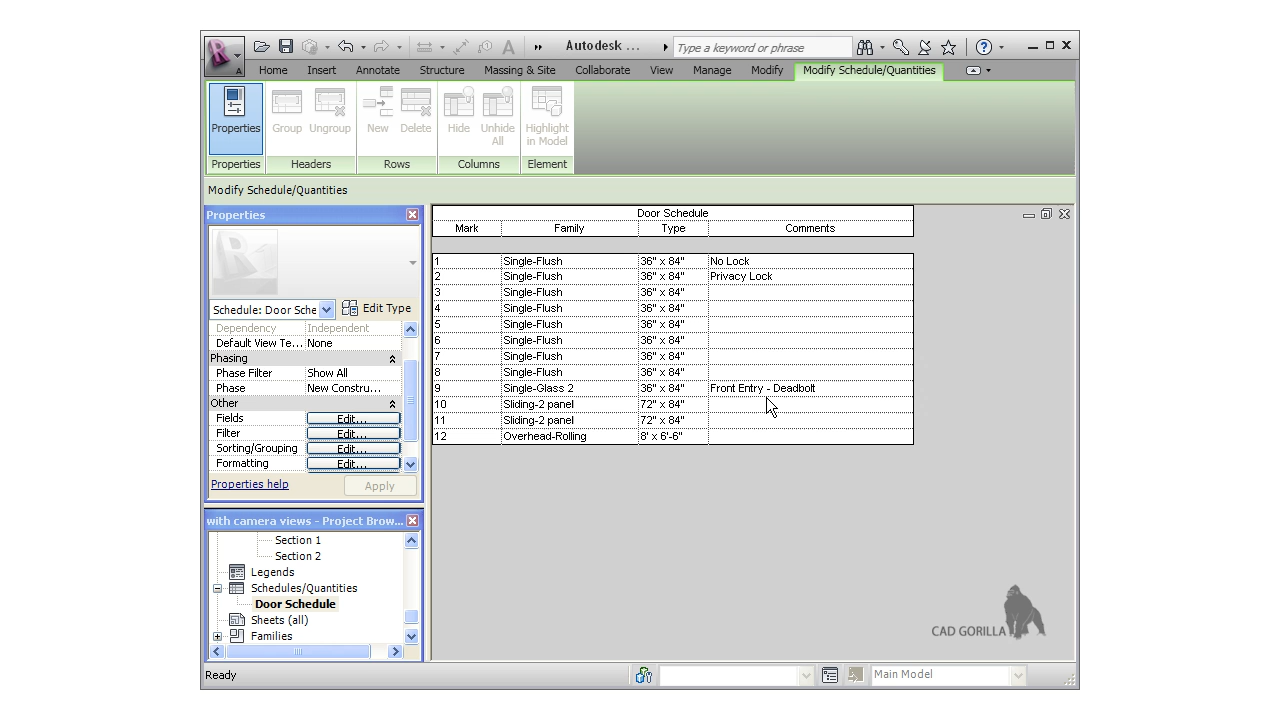 Autodesk ...
Type a keyword or phrase
Home Insert Annotate Structure Massing & Site Collaborate View Manage Modify Modify Schedule/Quantities
Properties Group Ungroup New Delete Hide Unhide All Highlight in Model
Properties Headers Rows Columns Element
Modify Schedule/Quantities
Properties
Schedule: Door Sche Edit Type
Dependency Independent
Default View Te... None
Phasing
Phase Filter Show All
Phase New Constru...
Other
Fields Edit...
Filter Edit...
Sorting/Grouping Edit...
Formatting Edit...
Properties help Apply
with camera views - Project Brow...
Section 1
Section 2
Legends
Schedules/Quantities
Door Schedule
Sheets (all)
Families
Door Schedule
Mark Family Type Comments
1 Single-Flush 36" x 84" No Lock
2 Single-Flush 36" x 84" Privacy Lock
3 Single-Flush 36" x 84"
4 Single-Flush 36" x 84"
5 Single-Flush 36" x 84"
6 Single-Flush 36" x 84"
7 Single-Flush 36" x 84"
8 Single-Flush 36" x 84"
9 Single-Glass 2 36" x 84" Front Entry - Deadbolt
10 Sliding-2 panel 72" x 84"
11 Sliding-2 panel 72" x 84"
12 Overhead-Rolling 8' x 6'-6"
CAD GORILLA
Ready
Main Model